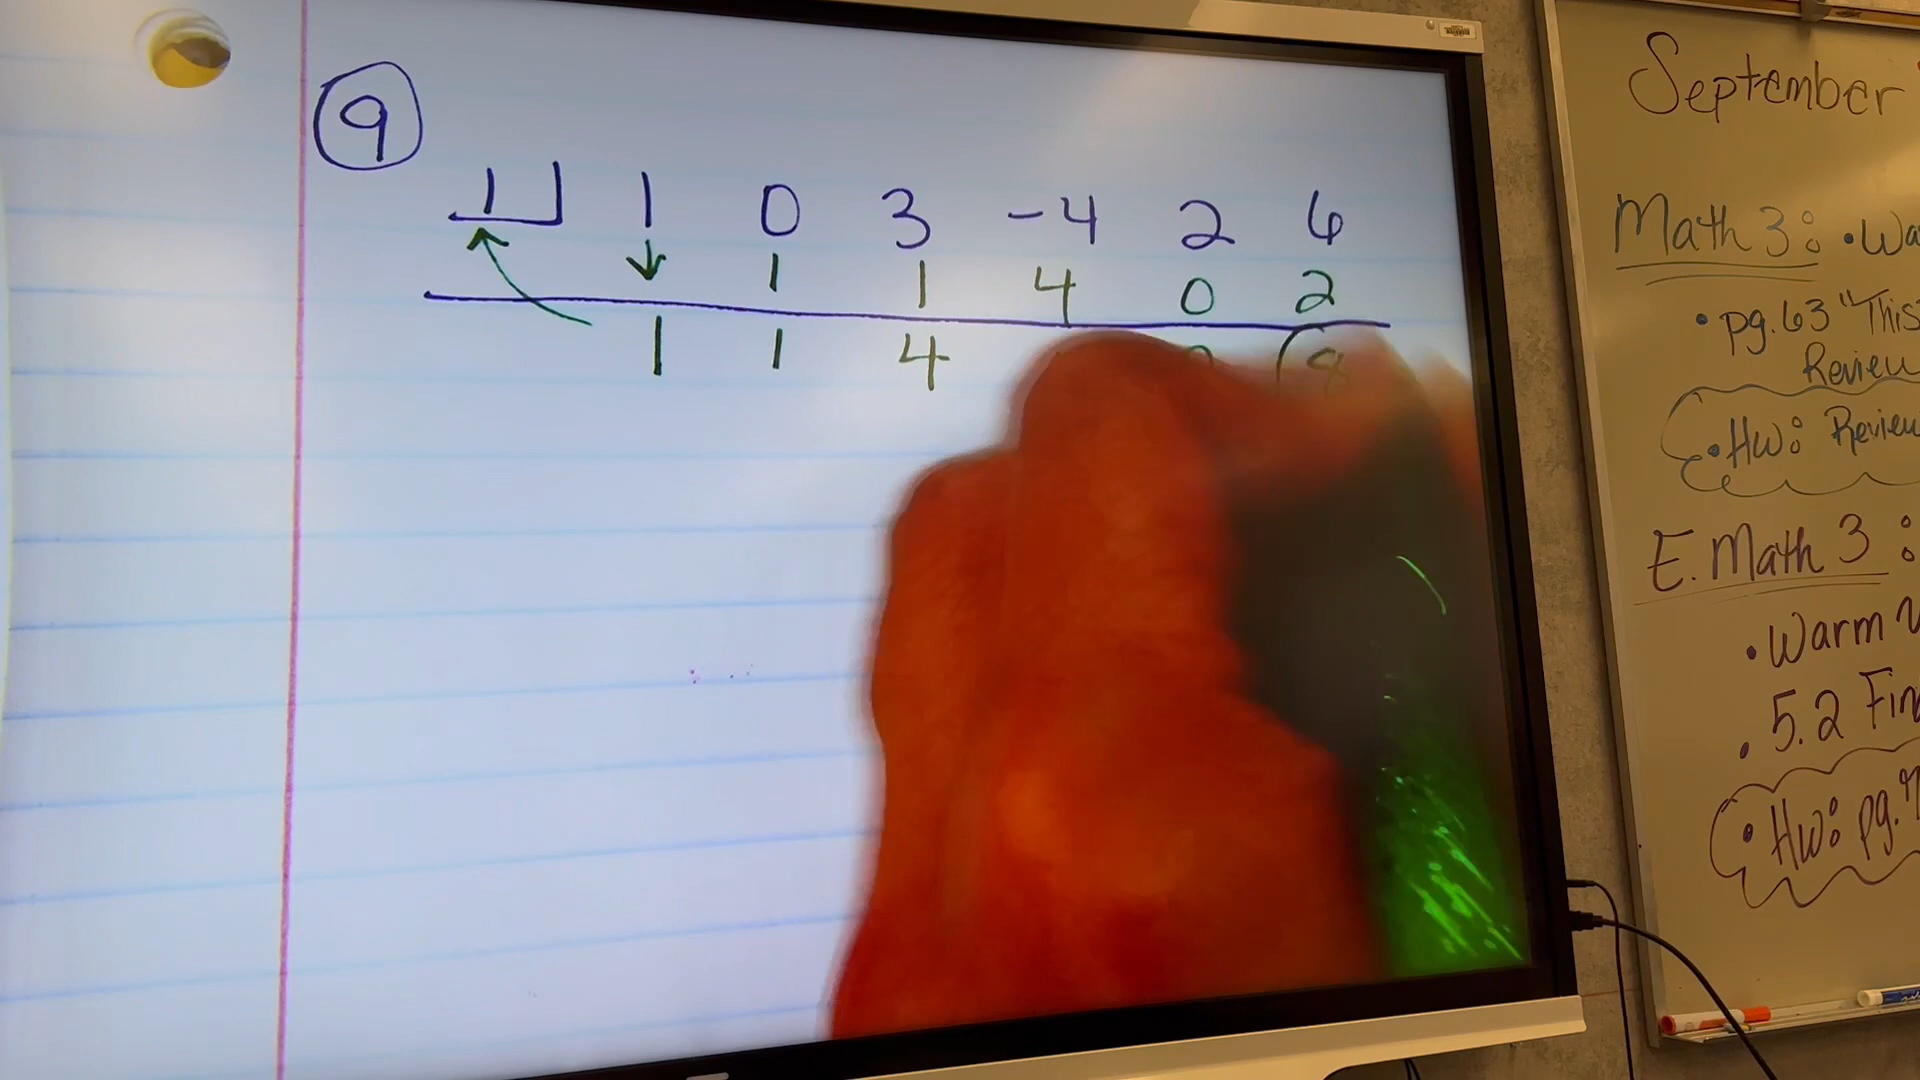 9
1 1 0 3 -4 2 6
1 1 4 0 2
1 1 4 8
September
Math 3: •Wa
• pg. 63 "This
Review
•Hw: Review
E. Math 3:
• Warm
• 5.2 Fin
• Hw: pg.